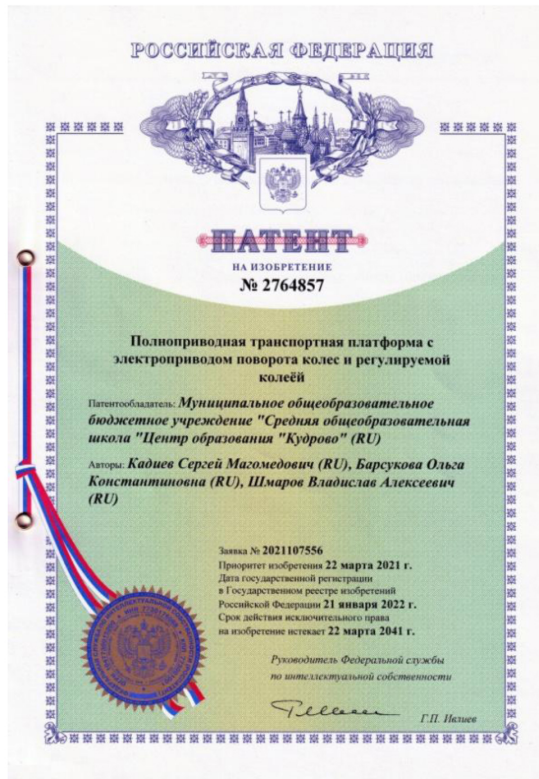 РОССИЙСКАЯ ФЕДЕРАЦИЯ
ПАТЕНТ
НА ИЗОБРЕТЕНИЕ
№ 2764857
Полноприводная транспортная платформа с
электроприводом поворота колес и регулируемой
колеёй
Патентообладатель: Муниципальное общеобразовательное
бюджетное учреждение "Средняя общеобразовательная
школа "Центр образования "Кудрово" (RU)
Авторы: Кадиев Сергей Магомедович (RU), Барсукова Ольга
Константиновна (RU), Шмаров Владислав Алексеевич
(RU)
Заявка № 2021107556
Приоритет изобретения 22 марта 2021 г.
Дата государственной регистрации
в Государственном реестре изобретений
Российской Федерации 21 января 2022 г.
Срок действия исключительного права
на изобретение истекает 22 марта 2041 г.
Руководитель Федеральной службы
по интеллектуальной собственности
Г.П. Ивлиев